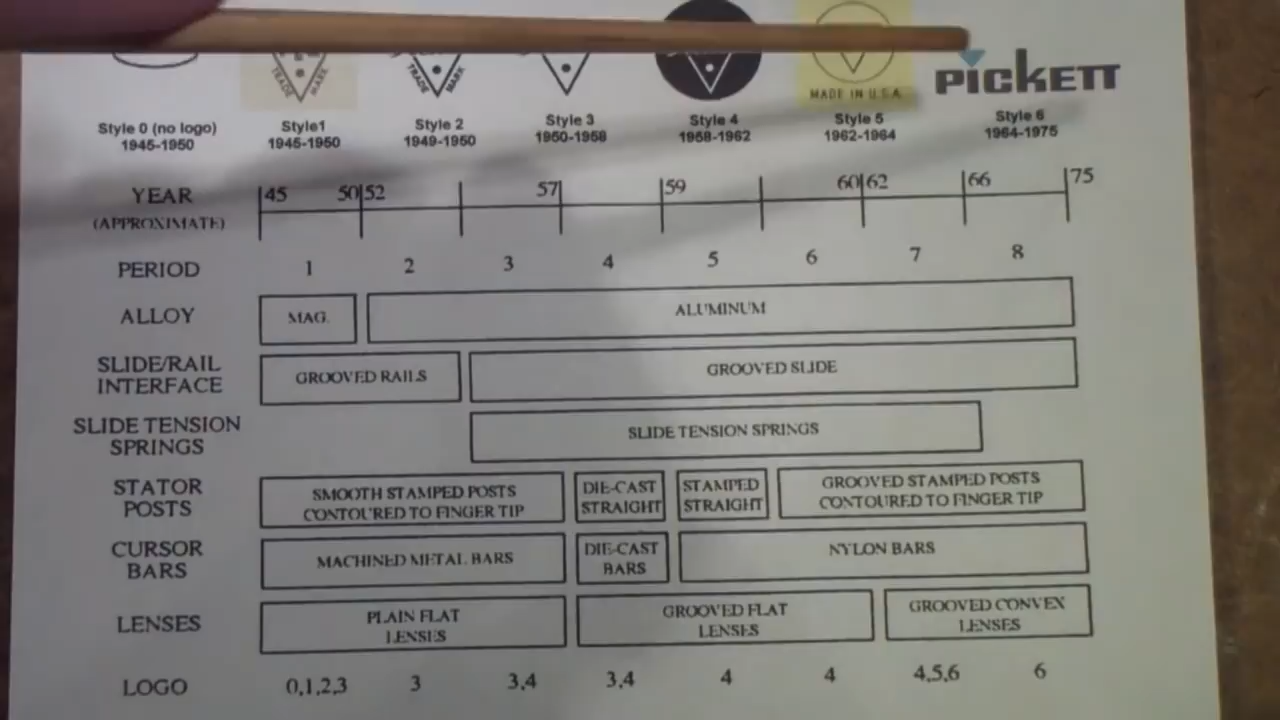 TRADE MARK
TRADE MARK
MADE IN U.S.A.
PICKETT
Style 0 (no logo)
1945-1950
Style1
1945-1950
Style 2
1949-1950
Style 3
1950-1958
Style 4
1958-1962
Style 5
1962-1964
Style 6
1964-1975
YEAR
(APPROXIMATE)
45 50 52 57 59 60 62 66 75
PERIOD 1 2 3 4 5 6 7 8
ALLOY MAG. ALUMINUM
SLIDE/RAIL
INTERFACE
GROOVED RAILS GROOVED SLIDE
SLIDE TENSION
SPRINGS
SLIDE TENSION SPRINGS
STATOR
POSTS
SMOOTH STAMPED POSTS
CONTOURED TO FINGER TIP
DIE-CAST
STRAIGHT
STAMPED
STRAIGHT
GROOVED STAMPED POSTS
CONTOURED TO FINGER TIP
CURSOR
BARS
MACHINED METAL BARS
DIE-CAST
BARS
NYLON BARS
LENSES
PLAIN FLAT
LENSES
GROOVED FLAT
LENSES
GROOVED CONVEX
LENSES
LOGO 0,1,2,3 3 3,4 3,4 4 4 4,5,6 6